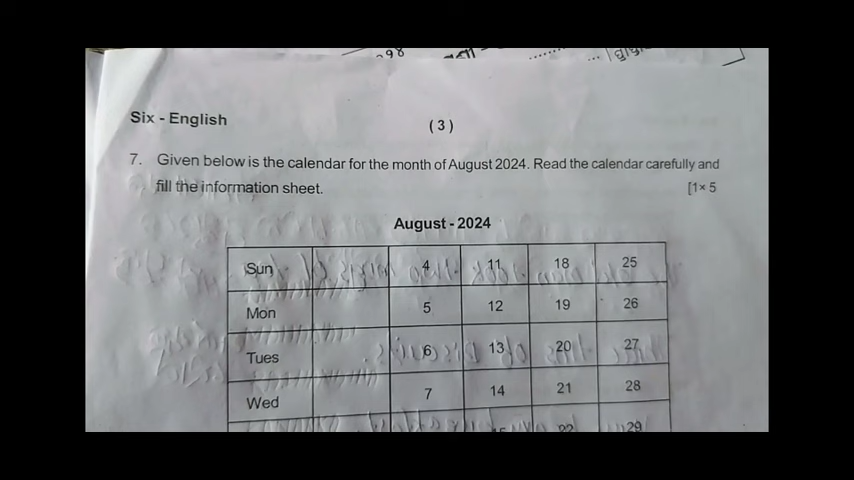 Six - English
(3)
7. Given below is the calendar for the month of August 2024. Read the calendar carefully and
fill the information sheet. [1× 5
August - 2024
Sun 4 11 18 25
Mon 5 12 19 26
Tues 6 13 20 27
Wed 7 14 21 28
22 29